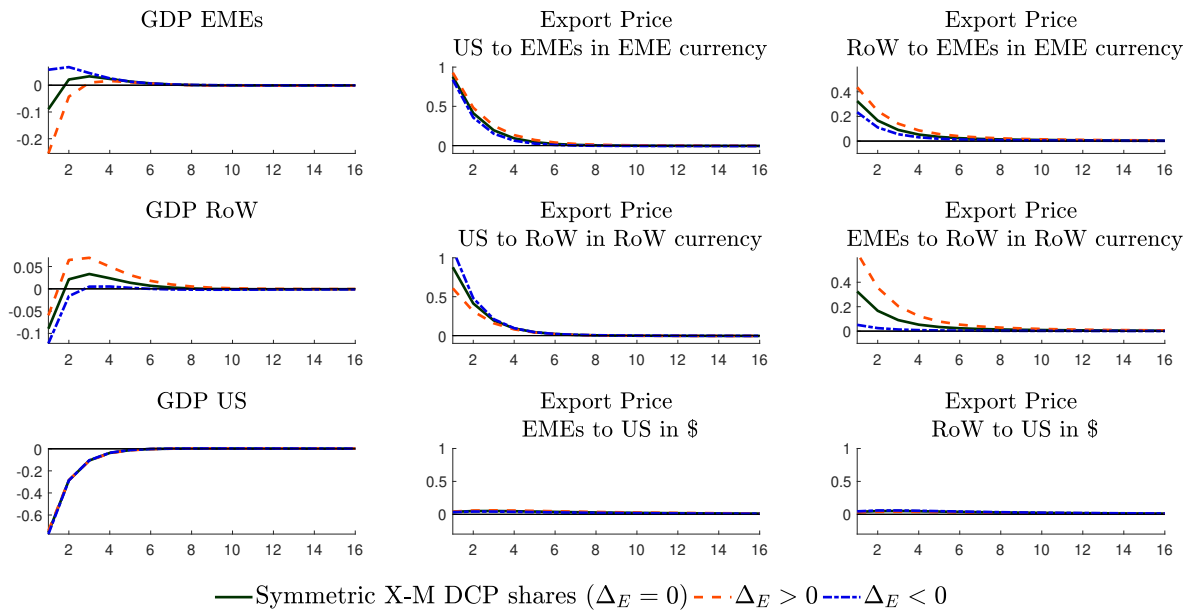 GDP EMEs
0
-0.1
-0.2
2 4 6 8 10 12 14 16
Export Price
US to EMEs in EME currency
1
0.5
0
2 4 6 8 10 12 14 16
Export Price
RoW to EMEs in EME currency
0.4
0.2
0
2 4 6 8 10 12 14 16
GDP RoW
0.05
0
-0.05
-0.1
2 4 6 8 10 12 14 16
Export Price
US to RoW in RoW currency
1
0.5
0
2 4 6 8 10 12 14 16
Export Price
EMEs to RoW in RoW currency
0.4
0.2
0
2 4 6 8 10 12 14 16
GDP US
0
-0.2
-0.4
-0.6
2 4 6 8 10 12 14 16
Export Price
EMEs to US in $
1
0.5
0
2 4 6 8 10 12 14 16
Export Price
RoW to US in $
1
0.5
0
2 4 6 8 10 12 14 16
Symmetric X-M DCP shares (Δ_E = 0) Δ_E > 0 Δ_E < 0